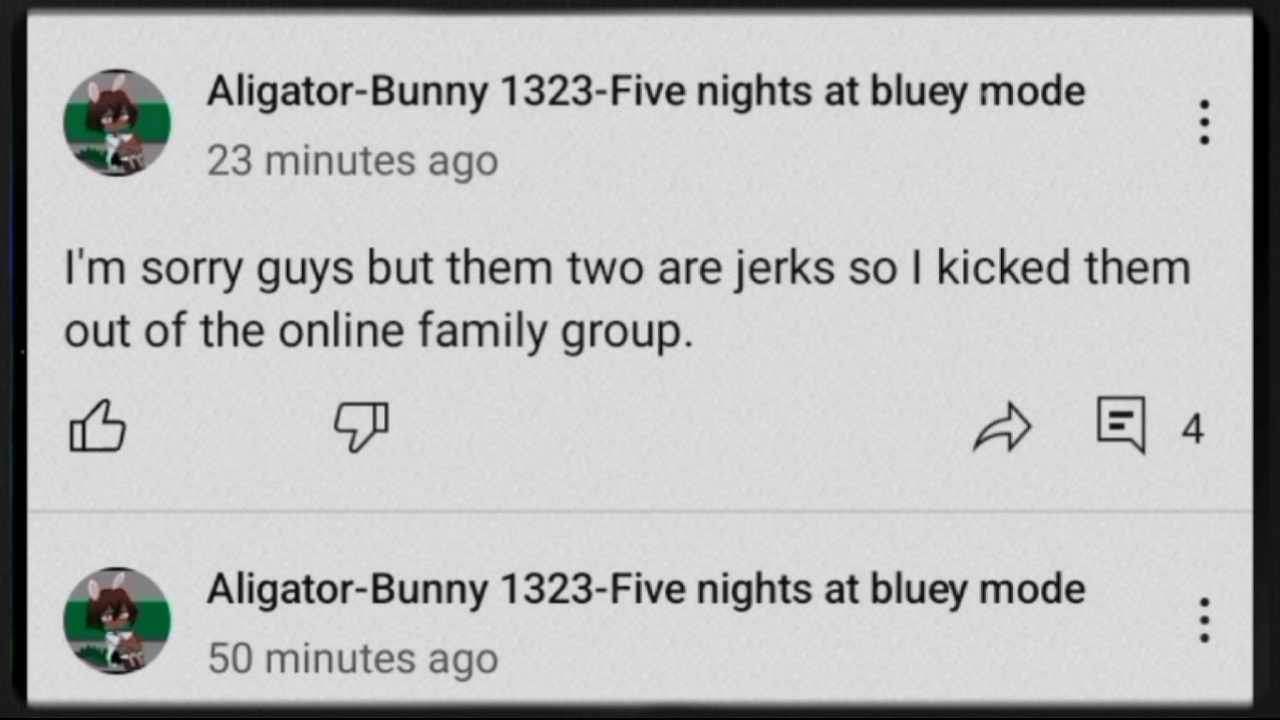 Aligator-Bunny 1323-Five nights at bluey mode
23 minutes ago
I'm sorry guys but them two are jerks so I kicked them
out of the online family group.
4
Aligator-Bunny 1323-Five nights at bluey mode
50 minutes ago